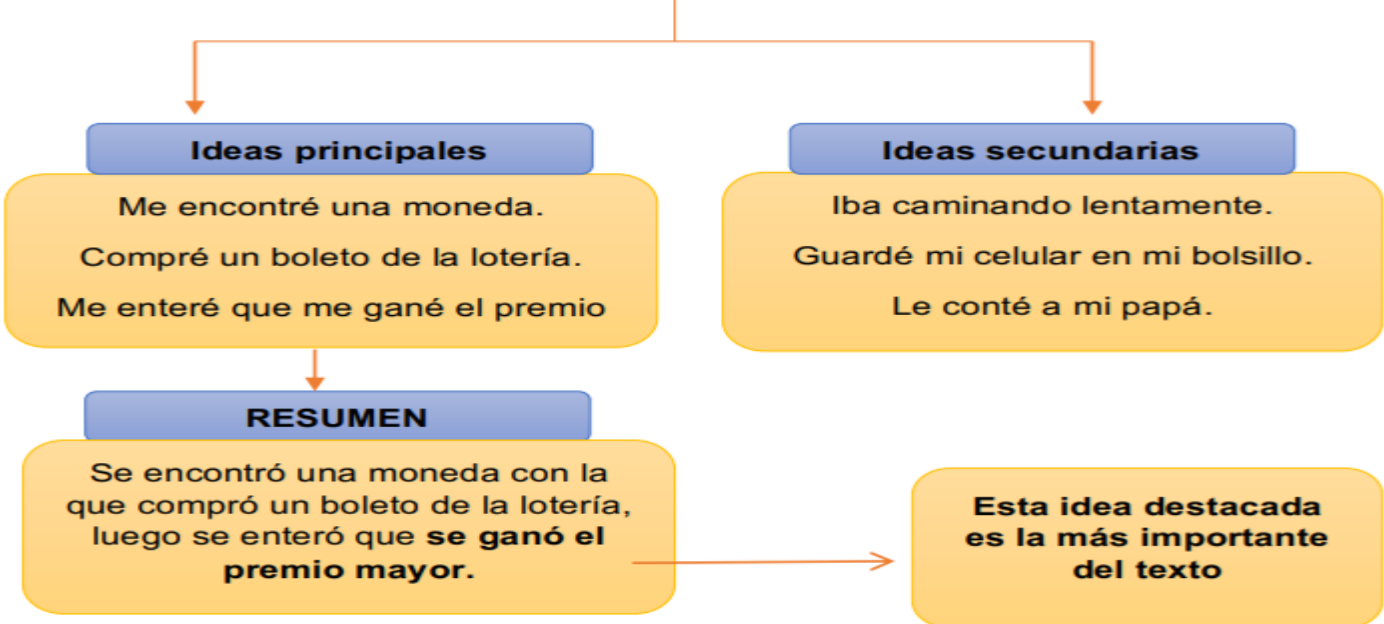 Ideas principales
Me encontré una moneda.
Compré un boleto de la lotería.
Me enteré que me gané el premio
Ideas secundarias
Iba caminando lentamente.
Guardé mi celular en mi bolsillo.
Le conté a mi papá.
RESUMEN
Se encontró una moneda con la
que compró un boleto de la lotería,
luego se enteró que se ganó el
premio mayor.
Esta idea destacada
es la más importante
del texto